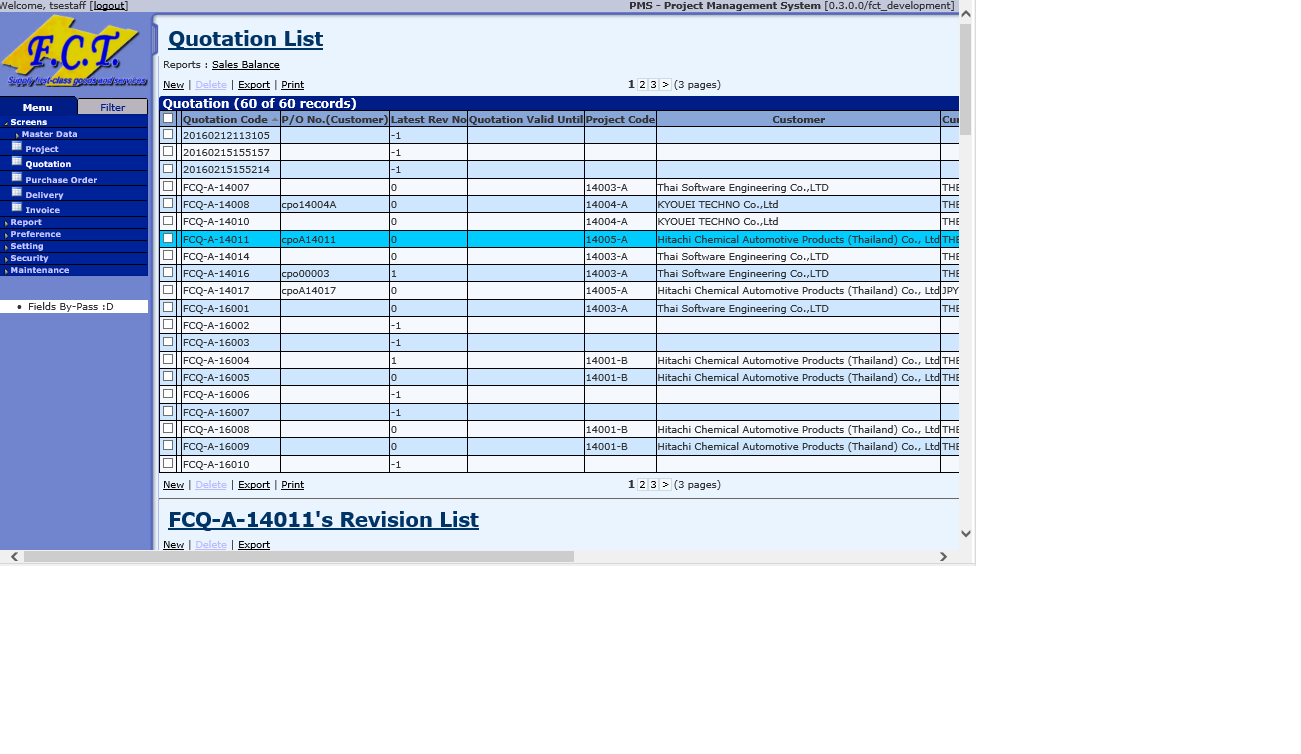 Welcome, tsestaff [logout]
PMS - Project Management System [0.3.0.0/fct_development]
F.C.T.
Supply first-class goods and services
Menu Filter
Screens
Master Data
Project
Quotation
Purchase Order
Delivery
Invoice
Report
Preference
Setting
Security
Maintenance
• Fields By-Pass :D
Quotation List
Reports : Sales Balance
New | Delete | Export | Print 1 2 3 > (3 pages)
Quotation (60 of 60 records)
Quotation Code P/O No.(Customer) Latest Rev No Quotation Valid Until Project Code Customer
20160212113105 -1
20160215155157 -1
20160215155214 -1
FCQ-A-14007 0 14003-A Thai Software Engineering Co.,LTD
FCQ-A-14008 cpo14004A 0 14004-A KYOUEI TECHNO Co.,Ltd
FCQ-A-14010 0 14004-A KYOUEI TECHNO Co.,Ltd
FCQ-A-14011 cpoA14011 0 14005-A Hitachi Chemical Automotive Products (Thailand) Co., Ltd
FCQ-A-14014 0 14003-A Thai Software Engineering Co.,LTD
FCQ-A-14016 cpo00003 1 14003-A Thai Software Engineering Co.,LTD
FCQ-A-14017 cpoA14017 0 14005-A Hitachi Chemical Automotive Products (Thailand) Co., Ltd JPY
FCQ-A-16001 0 14003-A Thai Software Engineering Co.,LTD
FCQ-A-16002 -1
FCQ-A-16003 -1
FCQ-A-16004 1 14001-B Hitachi Chemical Automotive Products (Thailand) Co., Ltd
FCQ-A-16005 0 14001-B Hitachi Chemical Automotive Products (Thailand) Co., Ltd
FCQ-A-16006 -1
FCQ-A-16007 -1
FCQ-A-16008 0 14001-B Hitachi Chemical Automotive Products (Thailand) Co., Ltd
FCQ-A-16009 0 14001-B Hitachi Chemical Automotive Products (Thailand) Co., Ltd
FCQ-A-16010 -1
New | Delete | Export | Print 1 2 3 > (3 pages)
FCQ-A-14011's Revision List
New | Delete | Export